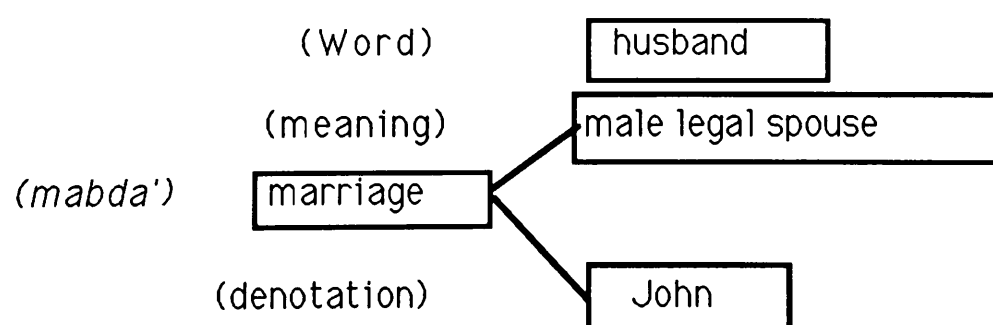 (Word) husband
(meaning) male legal spouse
(mabda') marriage
(denotation) John